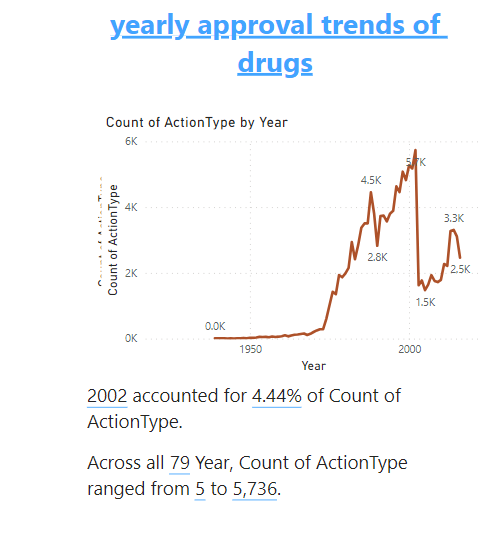 yearly approval trends of
drugs
Count of ActionType by Year
6K
4K
2K
0K
Count of ActionType
0.0K
4.5K
2.8K
5.7K
1.5K
3.3K
2.5K
1950
2000
Year
2002 accounted for 4.44% of Count of
ActionType.
Across all 79 Year, Count of ActionType
ranged from 5 to 5,736.